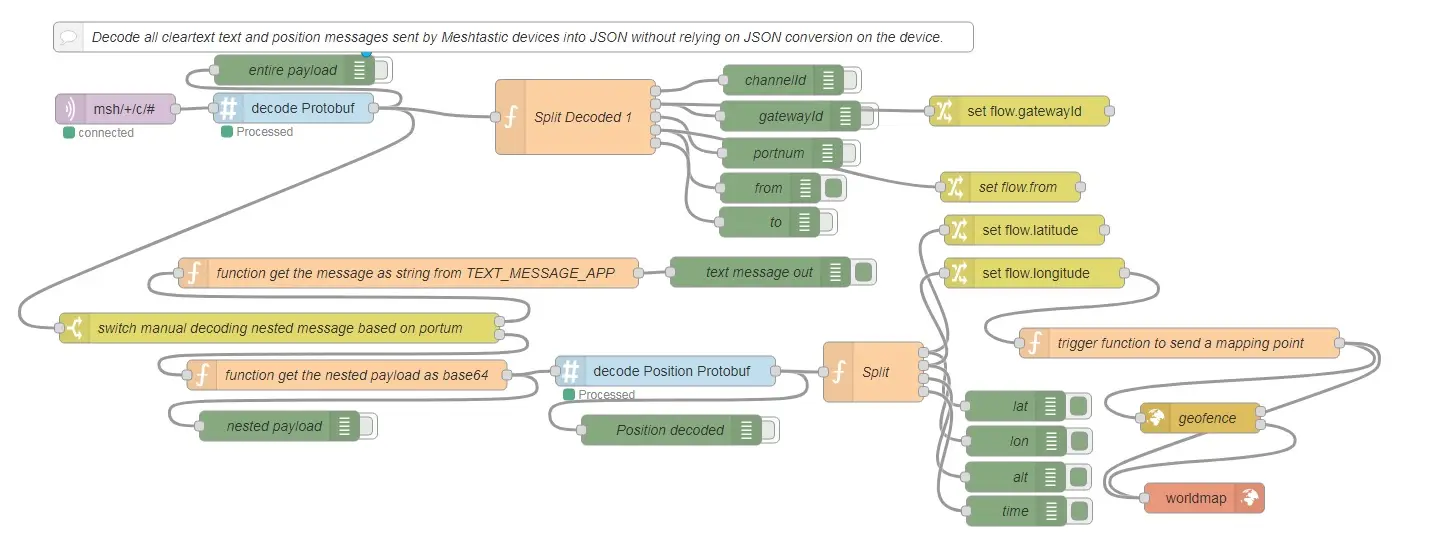 Decode all cleartext text and position messages sent by Meshtastic devices into JSON without relying on JSON conversion on the device.
entire payload
msh/+/c/#
connected
decode Protobuf
Processed
Split Decoded 1
channelId
gatewayId
portnum
from
to
set flow.gatewayId
set flow.from
set flow.latitude
set flow.longitude
function get the message as string from TEXT_MESSAGE_APP
text message out
switch manual decoding nested message based on portum
function get the nested payload as base64
nested payload
decode Position Protobuf
Processed
Position decoded
Split
trigger function to send a mapping point
lat
lon
alt
time
geofence
worldmap